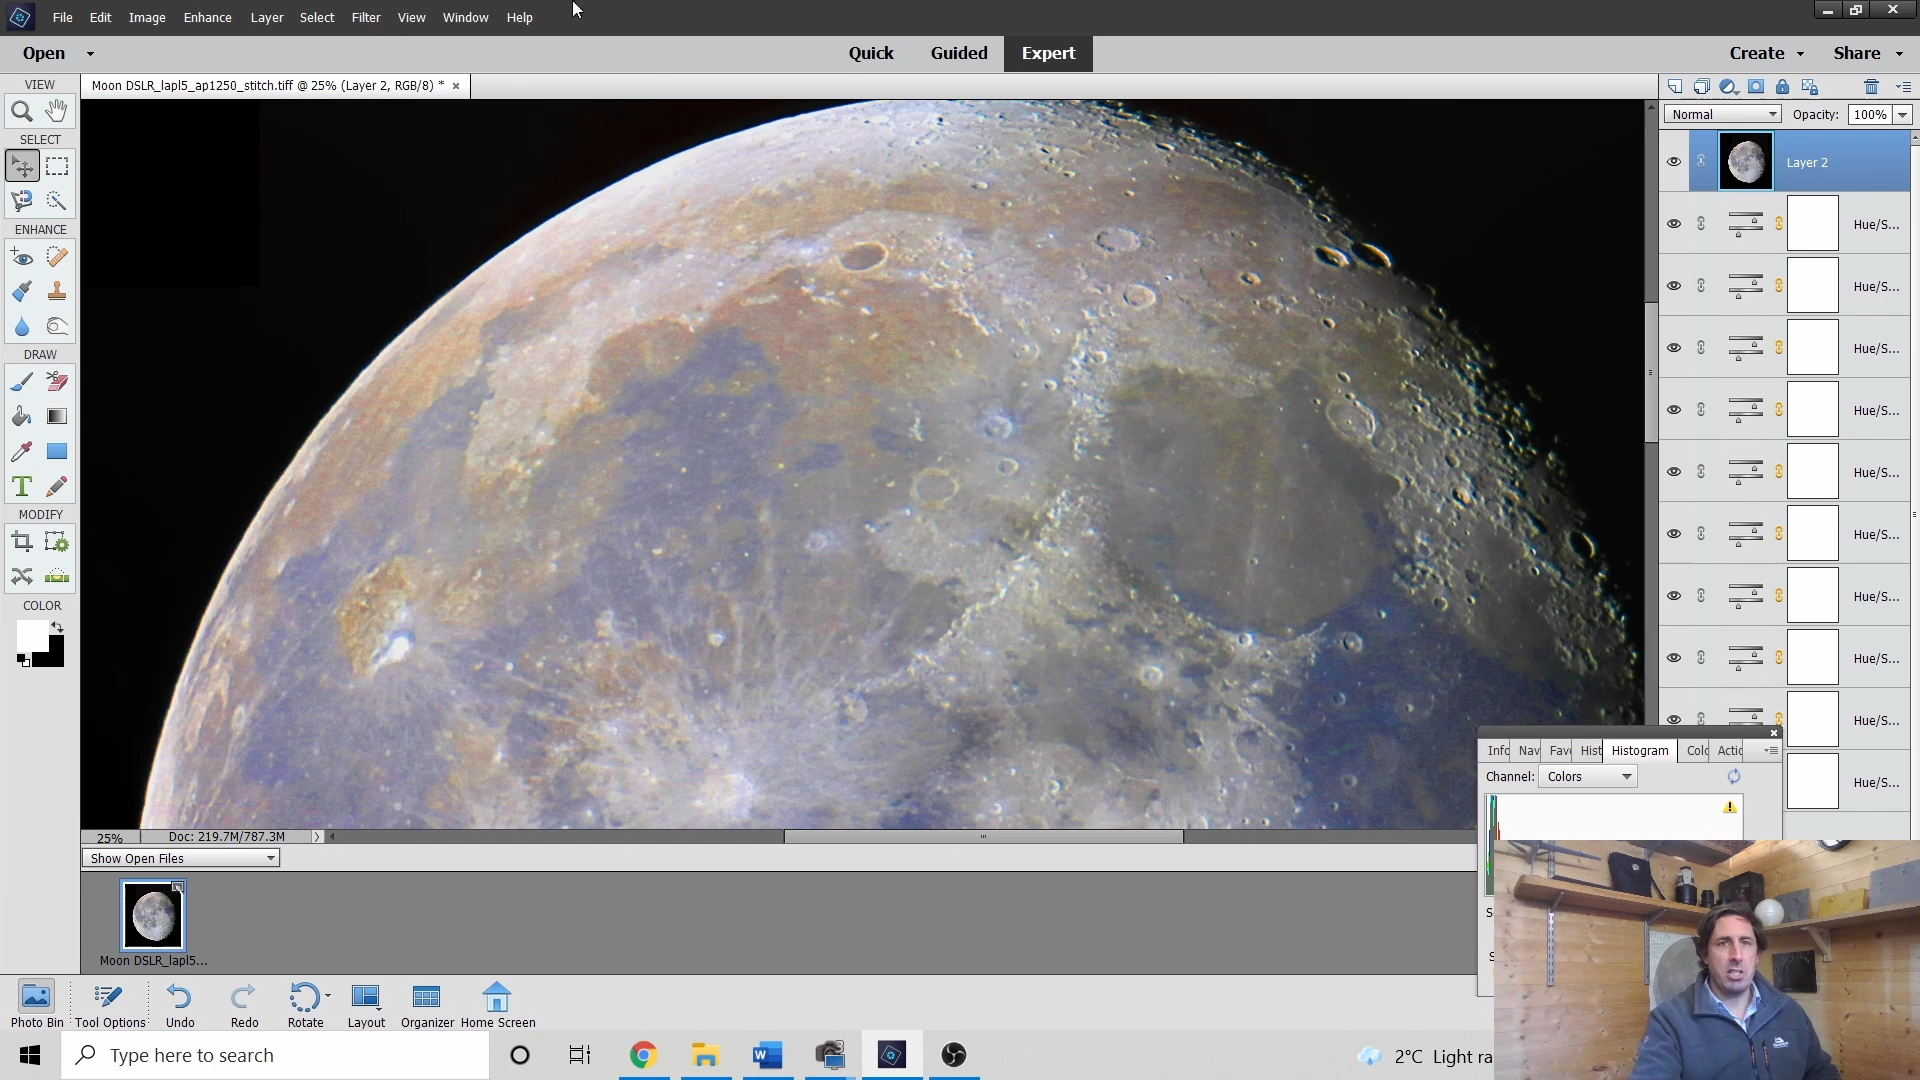 File Edit Image Enhance Layer Select Filter View Window Help
Open Quick Guided Expert Create Share
VIEW
Moon DSLR_lapl5_ap1250_stitch.tiff @ 25% (Layer 2, RGB/8) *
Normal Opacity: 100%
SELECT
Layer 2
Hue/S...
ENHANCE
Hue/S...
Hue/S...
DRAW
Hue/S...
Hue/S...
T
MODIFY
Hue/S...
Hue/S...
COLOR
Hue/S...
Hue/S...
Info Nav Fav Hist Histogram Colo Actio
Channel: Colors
Hue/S...
25% Doc: 219.7M/787.3M
Show Open Files
Moon DSLR_lapl5...
Photo Bin Tool Options Undo Redo Rotate Layout Organizer Home Screen
Type here to search
W
2°C Light ra